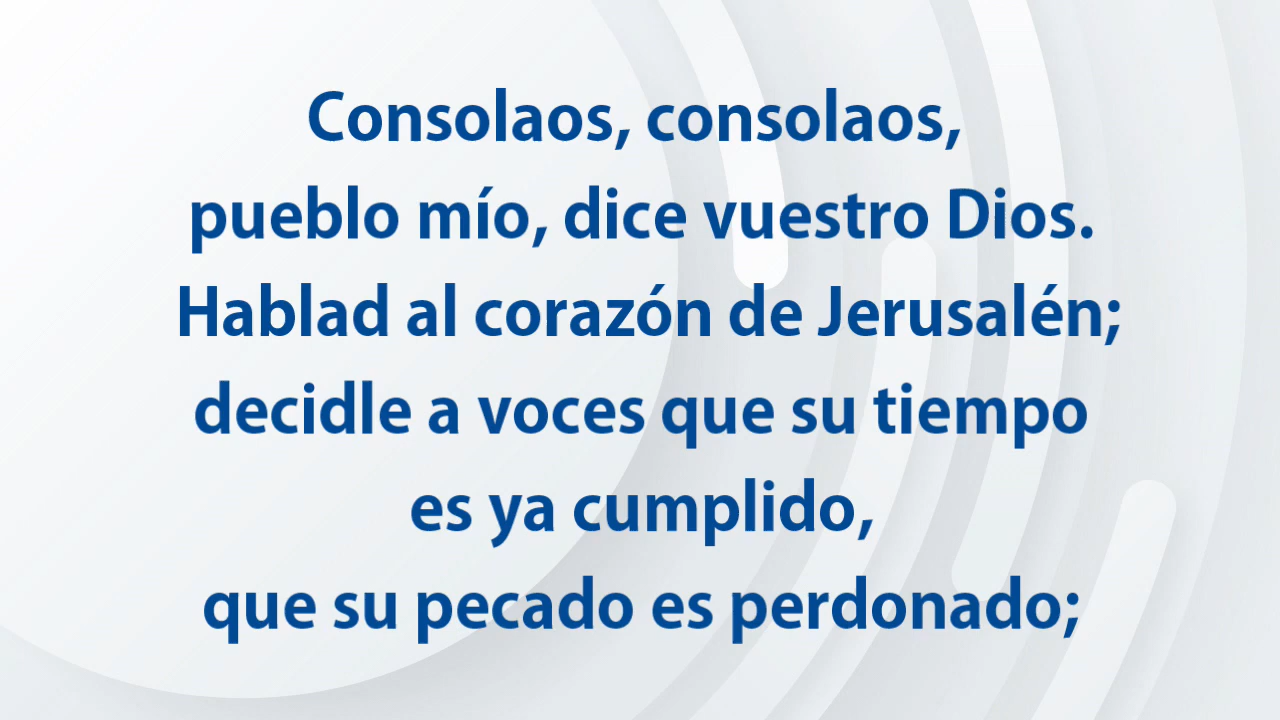 Consolaos, consolaos,
pueblo mío, dice vuestro Dios.
Hablad al corazón de Jerusalén;
decidle a voces que su tiempo
es ya cumplido,
que su pecado es perdonado;